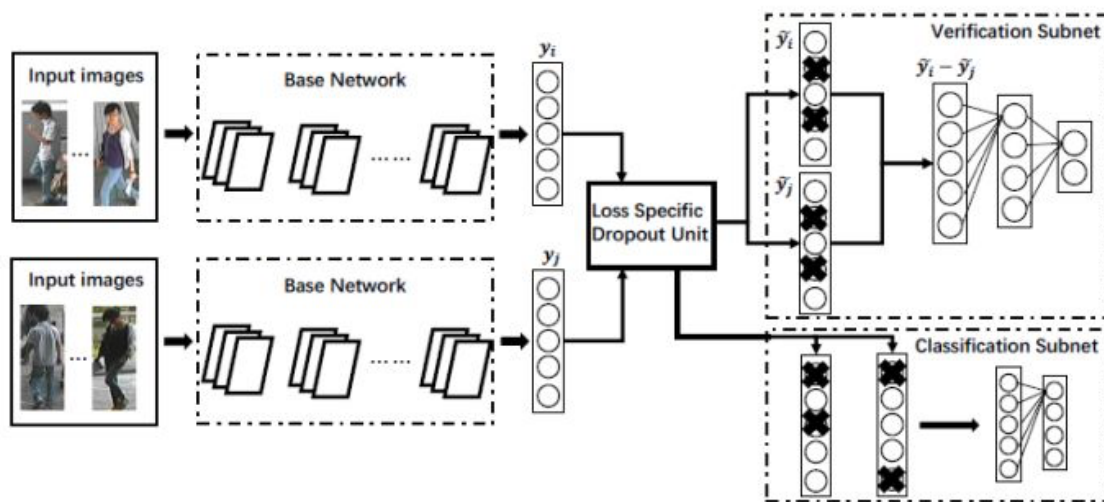 Input images
...
Base Network
... ...
y_i
Input images
...
Base Network
... ...
y_j
Loss Specific
Dropout Unit
Verification Subnet
ỹ_i
ỹ_i − ỹ_j
ỹ_j
Classification Subnet